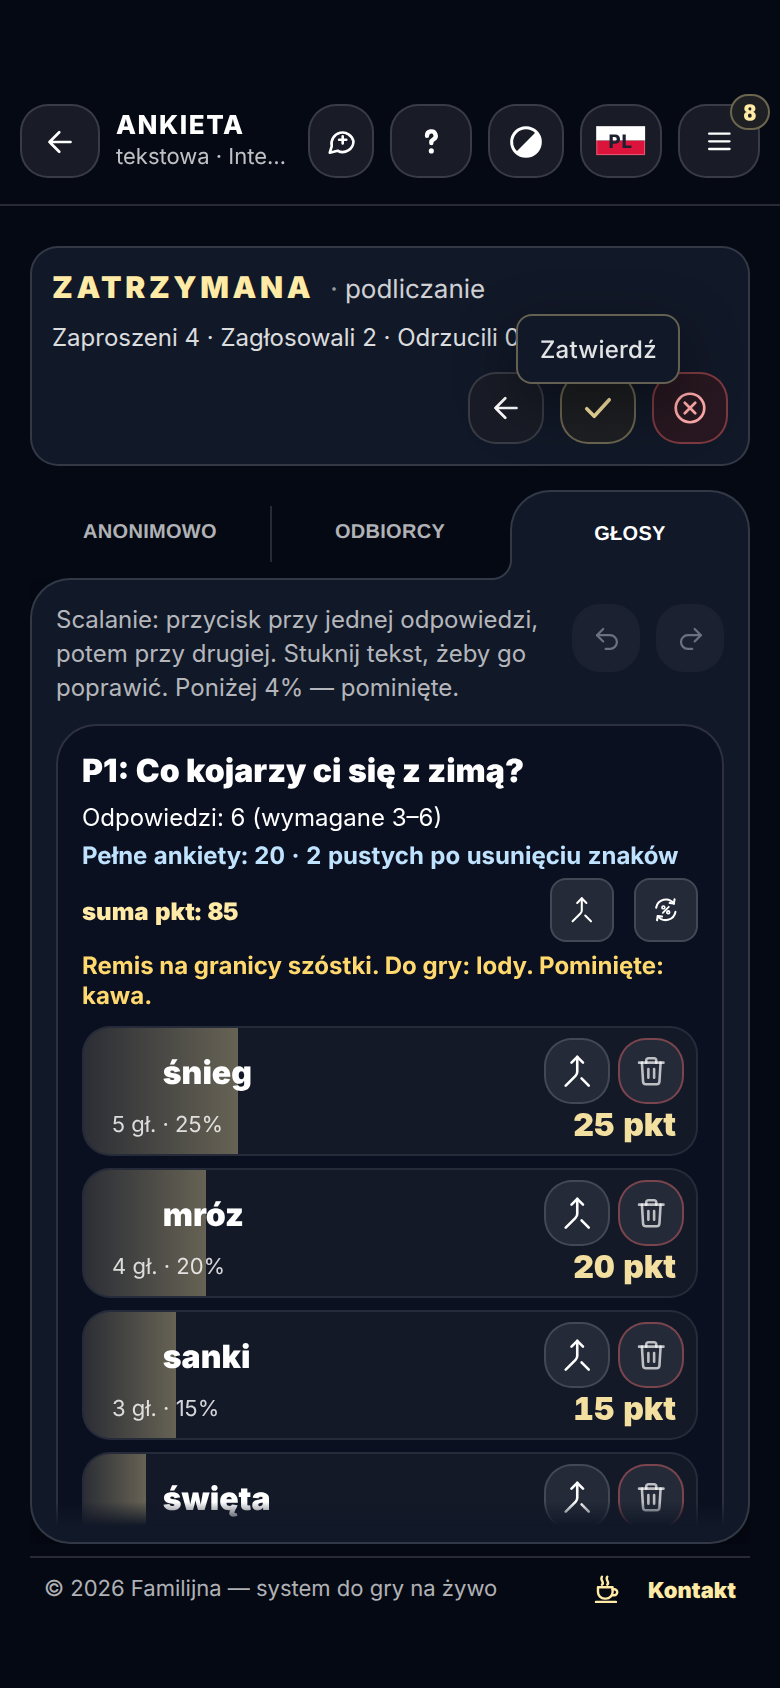 8
ANKIETA
tekstowa · Inte...
?
PL
ZATRZYMANA · podliczanie
Zaproszeni 4 · Zagłosowali 2 · Odrzucili 0
Zatwierdź
ANONIMOWO
ODBIORCY
GŁOSY
Scalanie: przycisk przy jednej odpowiedzi,
potem przy drugiej. Stuknij tekst, żeby go
poprawić. Poniżej 4% — pominięte.
P1: Co kojarzy ci się z zimą?
Odpowiedzi: 6 (wymagane 3–6)
Pełne ankiety: 20 · 2 pustych po usunięciu znaków
suma pkt: 85
%
Remis na granicy szóstki. Do gry: lody. Pominięte:
kawa.
śnieg
5 gł. · 25%
25 pkt
mróz
4 gł. · 20%
20 pkt
sanki
3 gł. · 15%
15 pkt
święta
© 2026 Familijna — system do gry na żywo
Kontakt